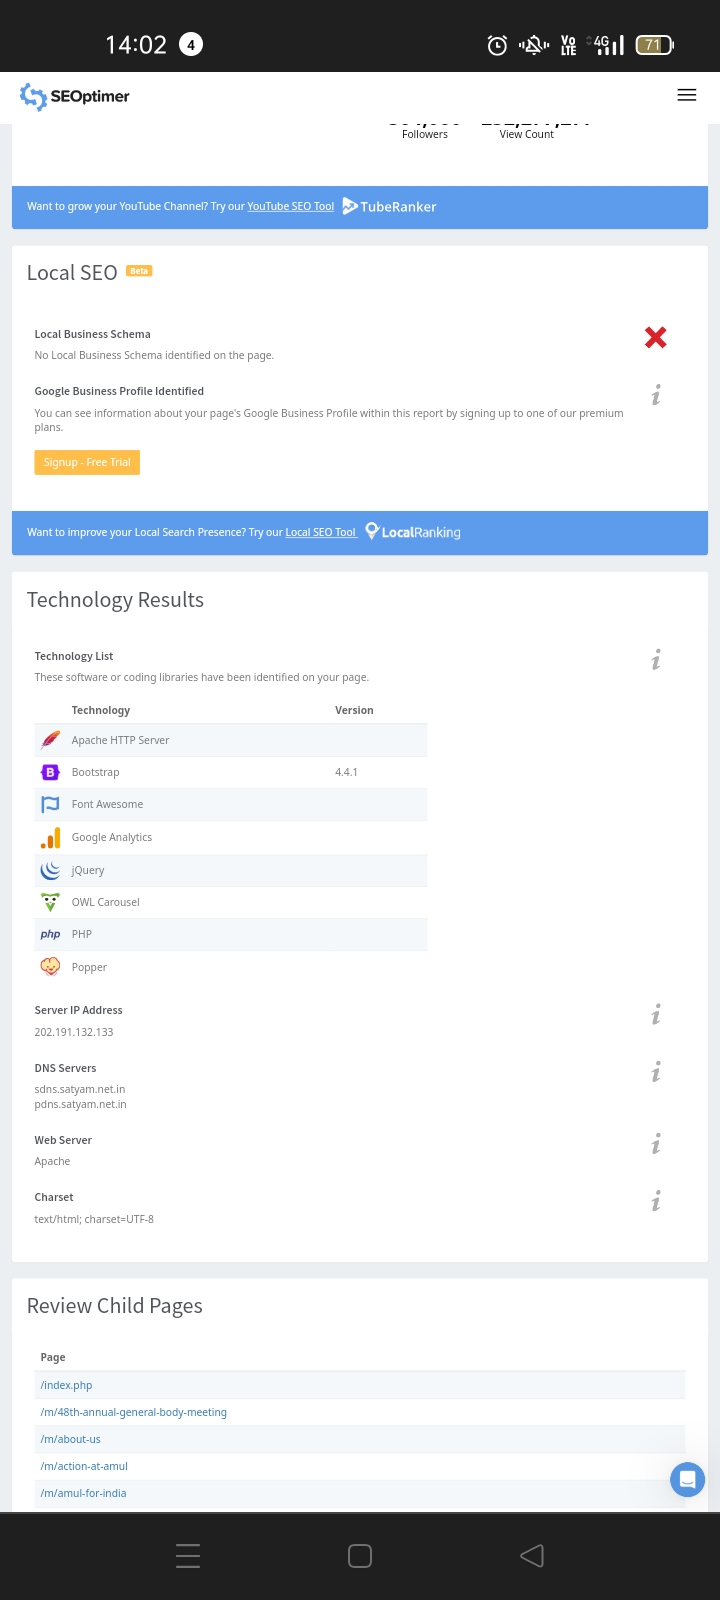 14:02 4 Vo LTE 4G 71
SEOptimer
Followers View Count
Want to grow your YouTube Channel? Try our YouTube SEO Tool TubeRanker
Local SEO Beta
Local Business Schema
No Local Business Schema identified on the page.
Google Business Profile Identified
You can see information about your page's Google Business Profile within this report by signing up to one of our premium
plans.
Signup - Free Trial
Want to improve your Local Search Presence? Try our Local SEO Tool LocalRanking
Technology Results
Technology List
These software or coding libraries have been identified on your page.
Technology Version
Apache HTTP Server
B Bootstrap 4.4.1
Font Awesome
Google Analytics
jQuery
OWL Carousel
php PHP
Popper
Server IP Address
202.191.132.133
DNS Servers
sdns.satyam.net.in
pdns.satyam.net.in
Web Server
Apache
Charset
text/html; charset=UTF-8
Review Child Pages
Page
/index.php
/m/48th-annual-general-body-meeting
/m/about-us
/m/action-at-amul
/m/amul-for-india